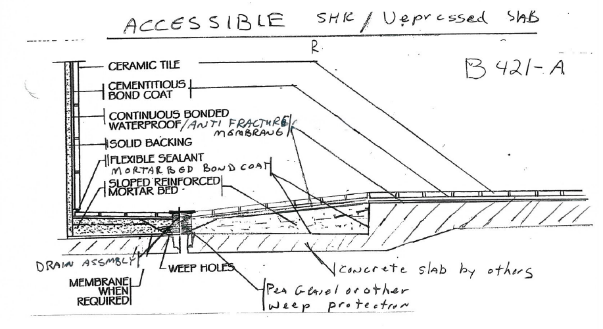 ACCESSIBLE SHR / Depressed SLAB
R.
B 421-A
CERAMIC TILE
CEMENTITIOUS
BOND COAT
CONTINUOUS BONDED
WATERPROOF/ANTI FRACTURE
MEMBRANE
SOLID BACKING
FLEXIBLE SEALANT
MORTAR BED BOND COAT
SLOPED REINFORCED
MORTAR BED
DRAIN ASSEMBLY
WEEP HOLES
MEMBRANE
WHEN
REQUIRED
Concrete slab by others
Pea Gravel or other
weep protection